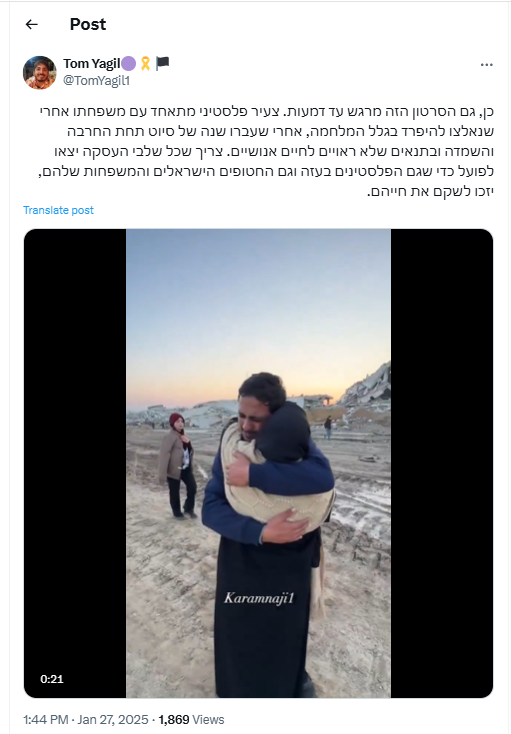 Post
Tom Yagil
@TomYagil1
כן, גם הסרטון הזה מרגש עד דמעות. צעיר פלסטיני מתאחד עם משפחתו אחרי
שנאלצו להיפרד בגלל המלחמה, אחרי שעברו שנה של סיוט תחת החרבה
והשמדה ובתנאים שלא ראויים לחיים אנושיים. צריך שכל שלבי העסקה יצאו
לפועל כדי שגם הפלסטינים בעזה וגם החטופים הישראלים והמשפחות שלהם,
יזכו לשקם את חייהם.
Translate post
Karamnaji1
0:21
1:44 PM · Jan 27, 2025 · 1,869 Views